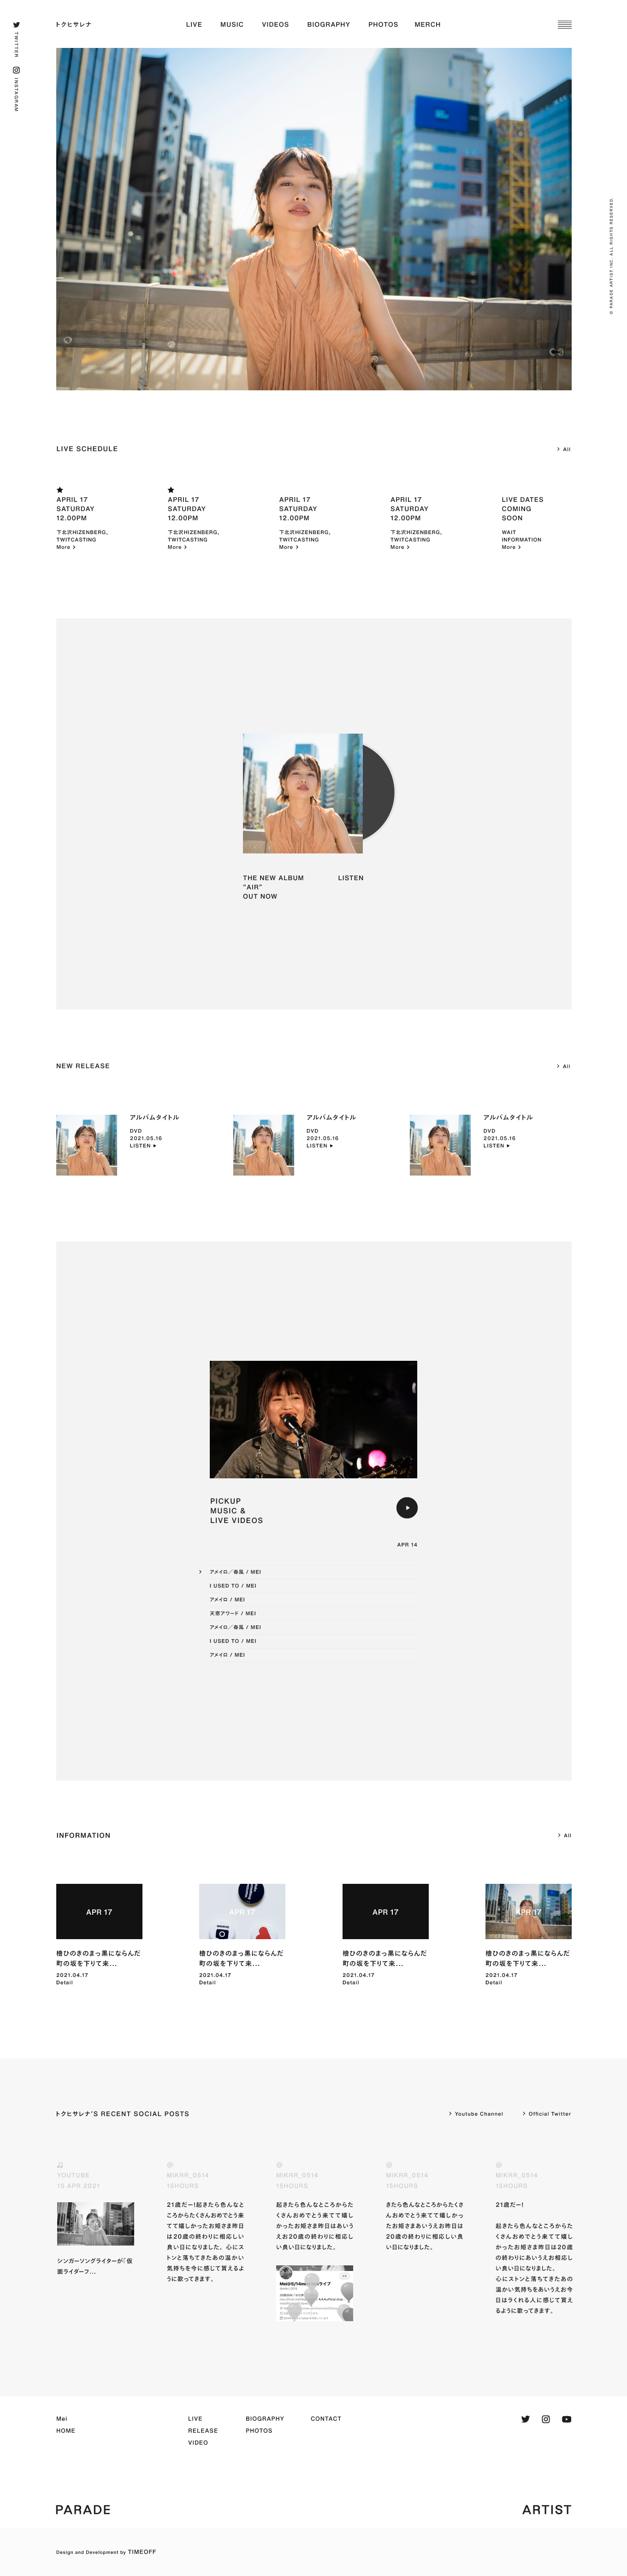 トクヒサレナ
LIVE MUSIC VIDEOS BIOGRAPHY PHOTOS MERCH
TWITTER
INSTAGRAM
© PARADE ARTIST INC. ALL RIGHTS RESERVED.
LIVE SCHEDULE
All
APRIL 17
SATURDAY
12.00PM
下北沢HIZENBERG,
TWITCASTING
More
APRIL 17
SATURDAY
12.00PM
下北沢HIZENBERG,
TWITCASTING
More
APRIL 17
SATURDAY
12.00PM
下北沢HIZENBERG,
TWITCASTING
More
APRIL 17
SATURDAY
12.00PM
下北沢HIZENBERG,
TWITCASTING
More
LIVE DATES
COMING
SOON
WAIT
INFORMATION
More
THE NEW ALBUM
"AIR"
OUT NOW
LISTEN
NEW RELEASE
All
アルバムタイトル
DVD
2021.05.16
LISTEN
アルバムタイトル
DVD
2021.05.16
LISTEN
アルバムタイトル
DVD
2021.05.16
LISTEN
PICKUP
MUSIC &
LIVE VIDEOS
APR 14
アメイロ／春風 / MEI
I USED TO / MEI
アメイロ / MEI
天窓アワード / MEI
アメイロ／春風 / MEI
I USED TO / MEI
アメイロ / MEI
INFORMATION
All
APR 17
檜ひのきのまっ黒にならんだ
町の坂を下りて来...
2021.04.17
Detail
APR 17
檜ひのきのまっ黒にならんだ
町の坂を下りて来...
2021.04.17
Detail
APR 17
檜ひのきのまっ黒にならんだ
町の坂を下りて来...
2021.04.17
Detail
APR 17
檜ひのきのまっ黒にならんだ
町の坂を下りて来...
2021.04.17
Detail
トクヒサレナ'S RECENT SOCIAL POSTS
Youtube Channel
Official Twitter
YOUTUBE
15 APR 2021
シンガーソングライターが「仮
面ライダーフ...
@
MIKRR_0514
15HOURS
21歳だー!起きたら色んなと
ころからたくさんおめでとう来
てて嬉しかったお姫さま昨日
は20歳の終わりに相応しい
良い日になりました。心にス
トンと落ちてきたあの温かい
気持ちを今に感じて貰えるよ
うに歌ってきます。
@
MIKRR_0514
15HOURS
起きたら色んなところからた
くさんおめでとう来てて嬉し
かったお姫さま昨日はあいう
えお20歳の終わりに相応し
い良い日になりました。
@
MIKRR_0514
15HOURS
きたら色んなところからたくさ
んおめでとう来てて嬉しかっ
たお姫さまあいうえお昨日は
20歳の終わりに相応しい良
い日になりました。
@
MIKRR_0514
15HOURS
21歳だー!
起きたら色んなところからた
くさんおめでとう来てて嬉し
かったお姫さま昨日は20歳
の終わりにあいうえお相応し
い良い日になりました。
心にストンと落ちてきたあの
温かい気持ちをあいうえお今
日はラくれる人に感じて貰え
るように歌ってきます。
Mei
HOME
LIVE
RELEASE
VIDEO
BIOGRAPHY
PHOTOS
CONTACT
PARADE
ARTIST
Design and Development by TIMEOFF